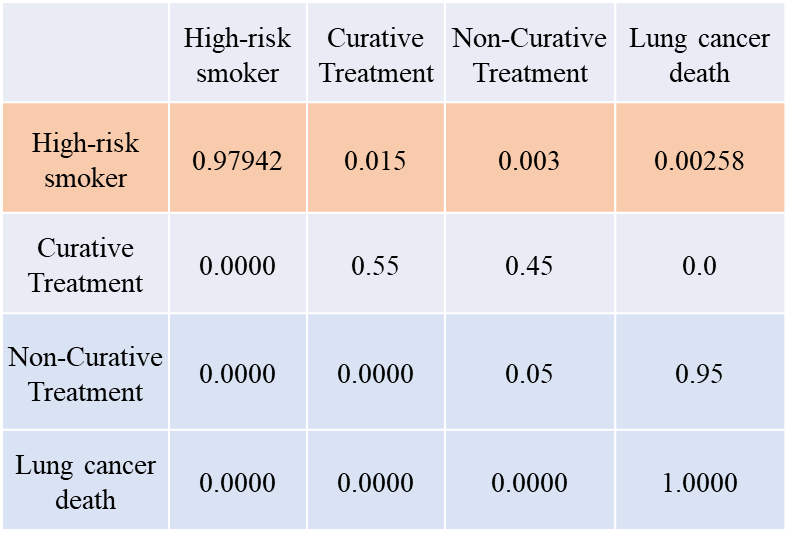 High-risk smoker Curative Treatment Non-Curative Treatment Lung cancer death
High-risk smoker 0.97942 0.015 0.003 0.00258
Curative Treatment 0.0000 0.55 0.45 0.0
Non-Curative Treatment 0.0000 0.0000 0.05 0.95
Lung cancer death 0.0000 0.0000 0.0000 1.0000